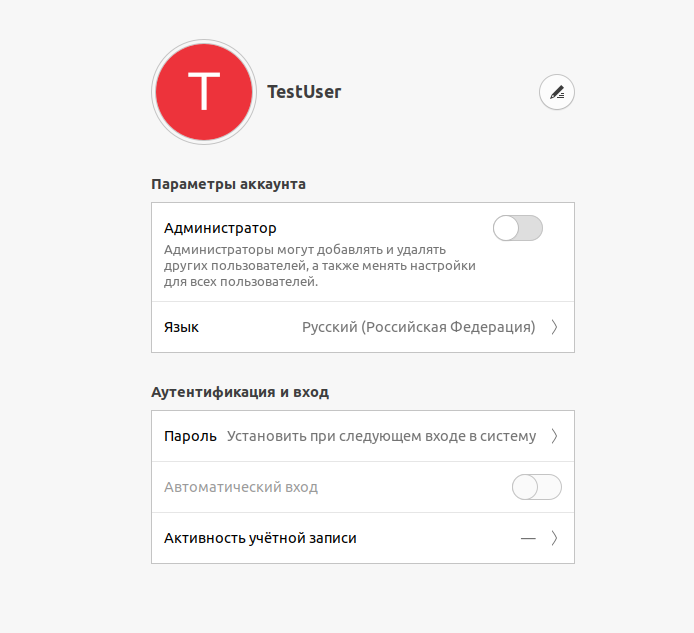 T
TestUser
Параметры аккаунта
Администратор
Администраторы могут добавлять и удалять
других пользователей, а также менять настройки
для всех пользователей.
Язык Русский (Российская Федерация)
Аутентификация и вход
Пароль Установить при следующем входе в систему
Автоматический вход
Активность учётной записи —